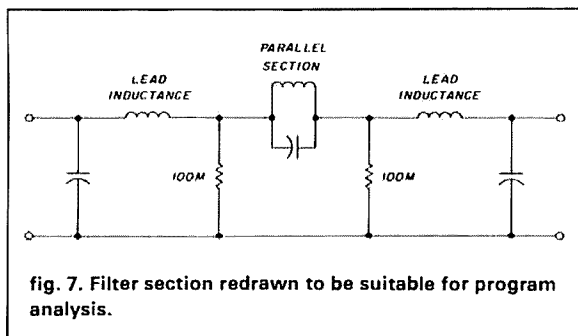 PARALLEL
SECTION
LEAD
INDUCTANCE
LEAD
INDUCTANCE
100M
100M
fig. 7. Filter section redrawn to be suitable for program
analysis.